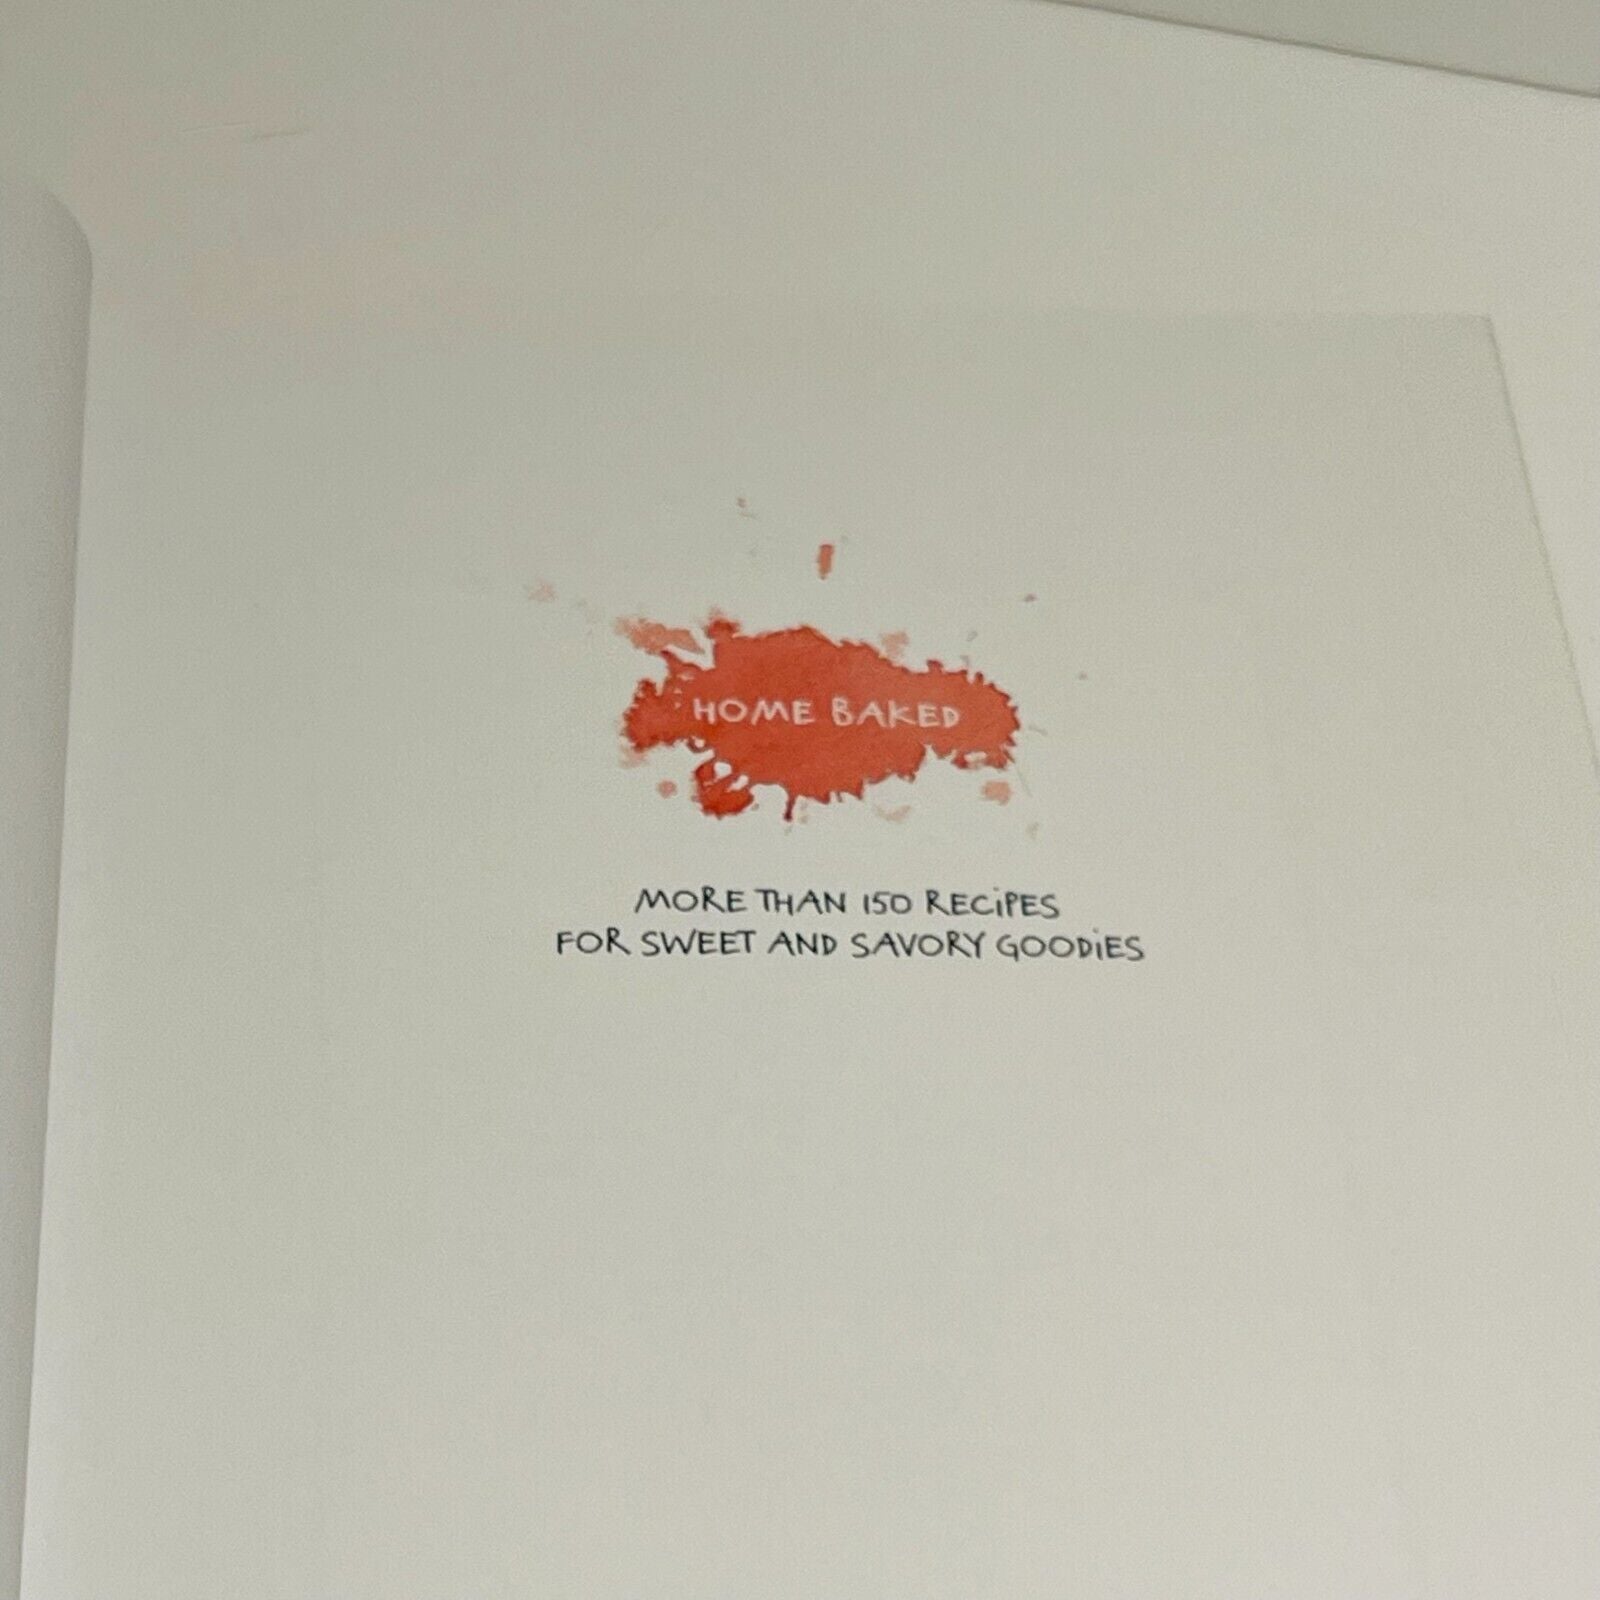 HOME BAKED
MORE THAN 150 RECiPES
FOR SWEET AND SAVORY GOODiES